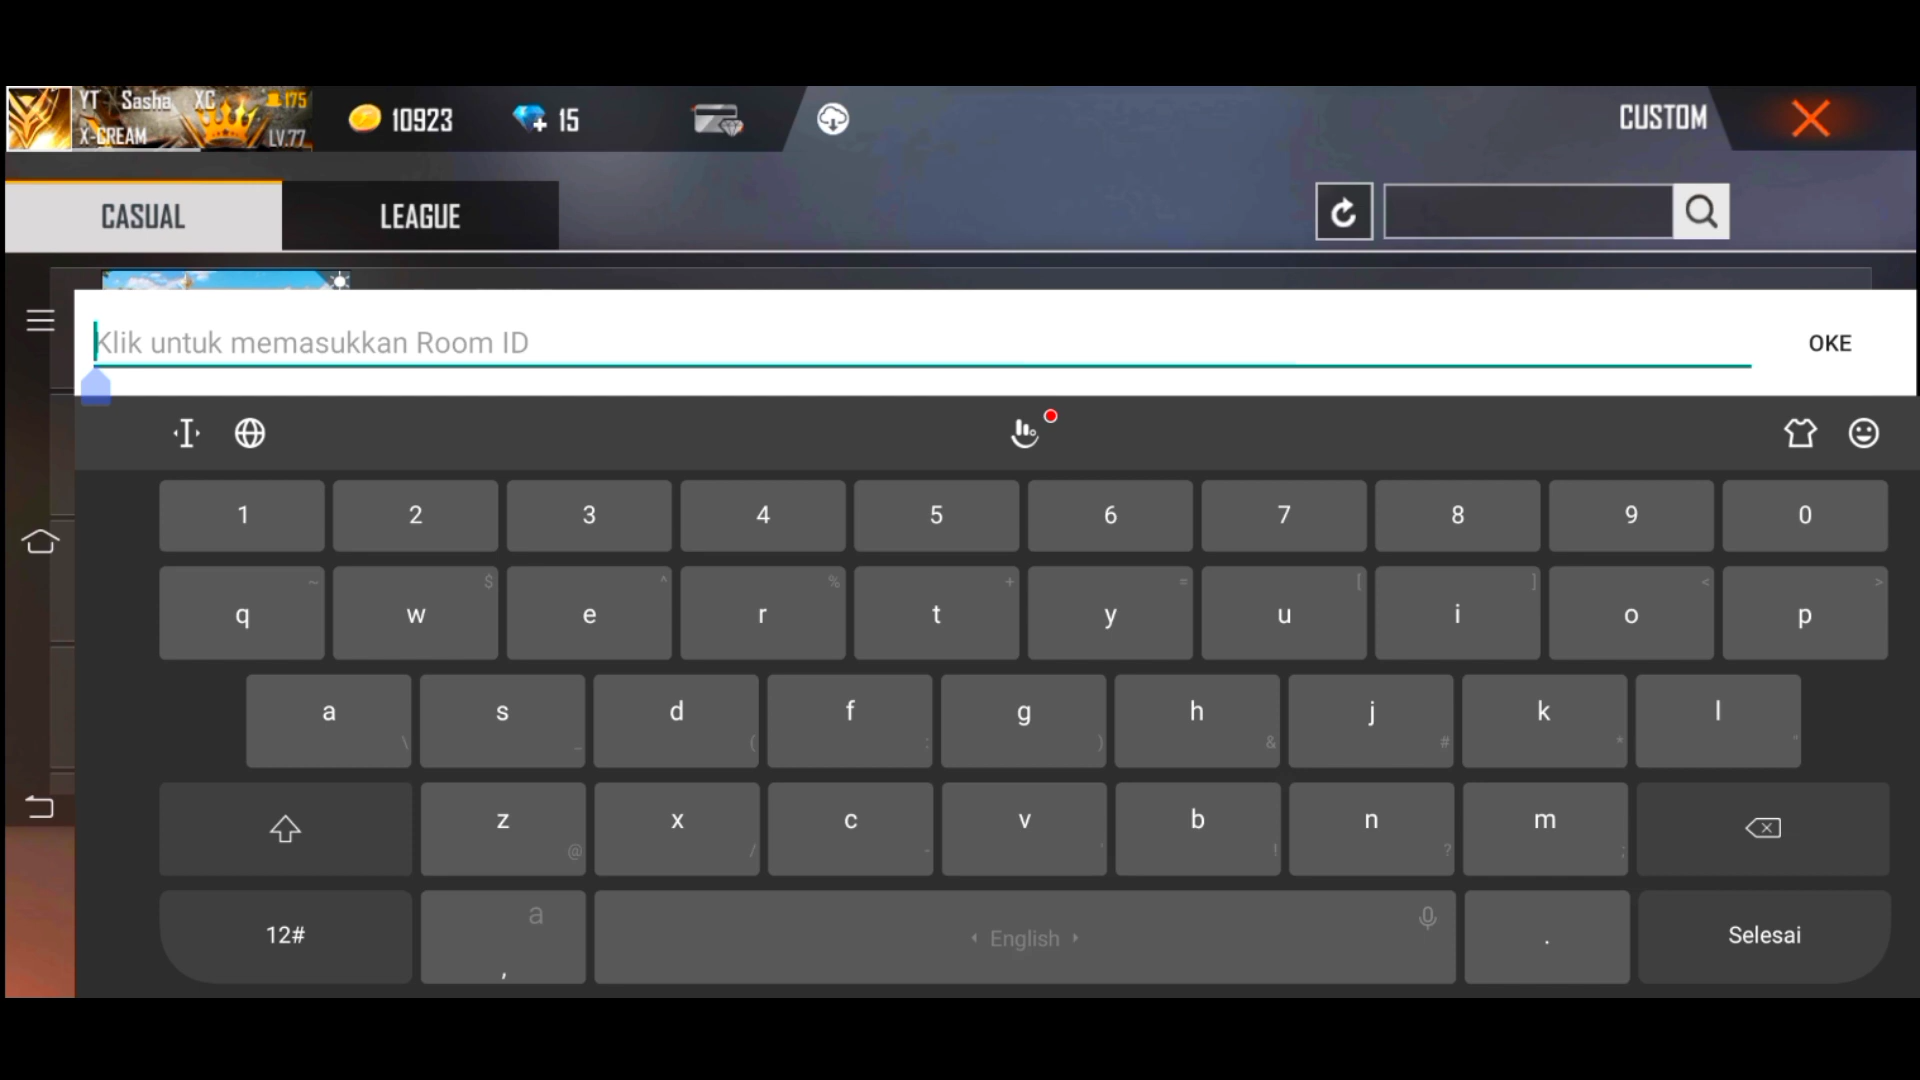 YT Sasha XC 175
X-CREAM LV.77
10923 15
CUSTOM
CASUAL LEAGUE
Klik untuk memasukkan Room ID OKE
1 2 3 4 5 6 7 8 9 0
~ $ ^ % + = [ ] < >
q w e r t y u i o p
a s d f g h j k l
\ _ ( : ) & # * "
z x c v b n m
@ / - ' ! ? ;
12# a , English . Selesai